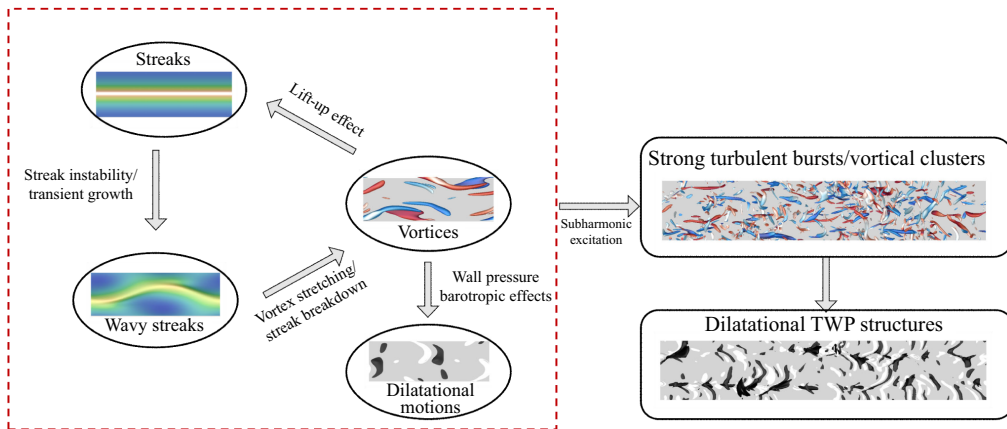 Streaks
Lift-up effect
Streak instability/
transient growth
Vortices
Wavy streaks
Vortex stretching/
streak breakdown
Wall pressure
barotropic effects
Dilatational
motions
Subharmonic
excitation
Strong turbulent bursts/vortical clusters
Dilatational TWP structures